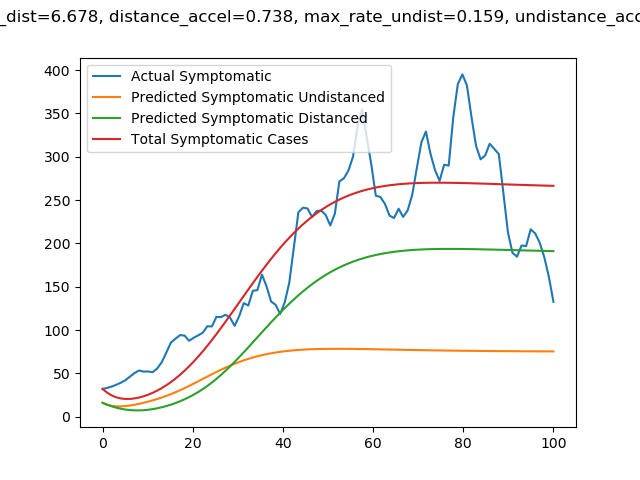 _dist=6.678, distance_accel=0.738, max_rate_undist=0.159, undistance_acc
Actual Symptomatic
Predicted Symptomatic Undistanced
Predicted Symptomatic Distanced
Total Symptomatic Cases
400
350
300
250
200
150
100
50
0
0 20 40 60 80 100